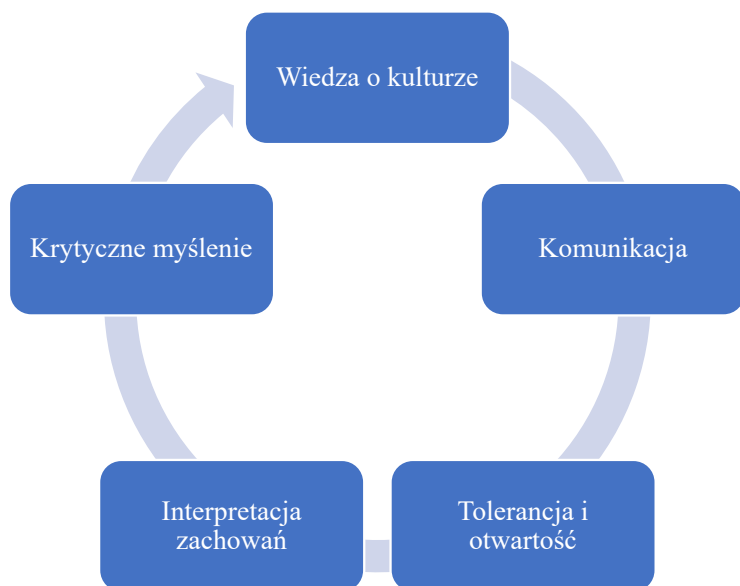 Wiedza o kulturze
Komunikacja
Tolerancja i
otwartość
Interpretacja
zachowań
Krytyczne myślenie